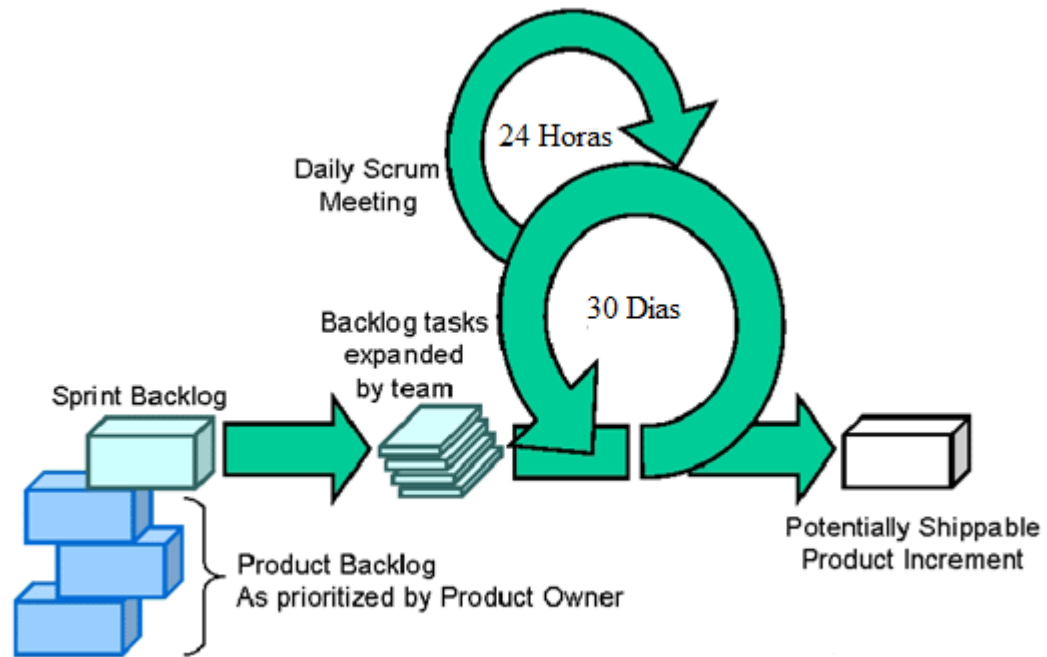 24 Horas
Daily Scrum
Meeting
30 Dias
Backlog tasks
expanded
by team
Sprint Backlog
Product Backlog
As prioritized by Product Owner
Potentially Shippable
Product Increment